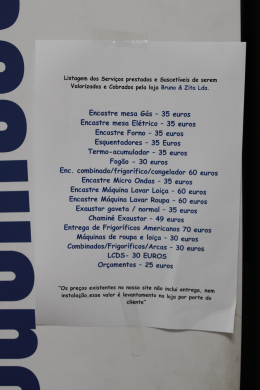 Listagem dos Serviços prestados e Suscetíveis de serem
Valorizados e Cobrados pela loja Bruno & Zita Lda.
Encastre mesa Gás - 35 euros
Encastre mesa Elétrica - 35 euros
Encastre Forno - 35 euros
Esquentadores - 35 Euros
Termo-acumulador - 35 euros
Fogão - 30 euros
Enc. combinado/frigorífico/congelador 60 euros
Encastre Micro Ondas - 35 euros
Encastre Máquina Lavar Loiça - 60 euros
Encastre Máquina Lavar Roupa - 60 euros
Exaustor gaveta / normal - 35 euros
Chaminé Exaustor - 49 euros
Entrega de Frigoríficos Americanos 70 euros
Máquinas de roupa e loiça - 30 euros
Combinados/Frigoríficos/Arcas - 30 euros
LCDS- 30 EUROS
Orçamentos - 25 euros
"Os preços existentes no nosso site não inclui entrega, nem
instalação,esse valor é levantamento na loja por parte do
cliente"